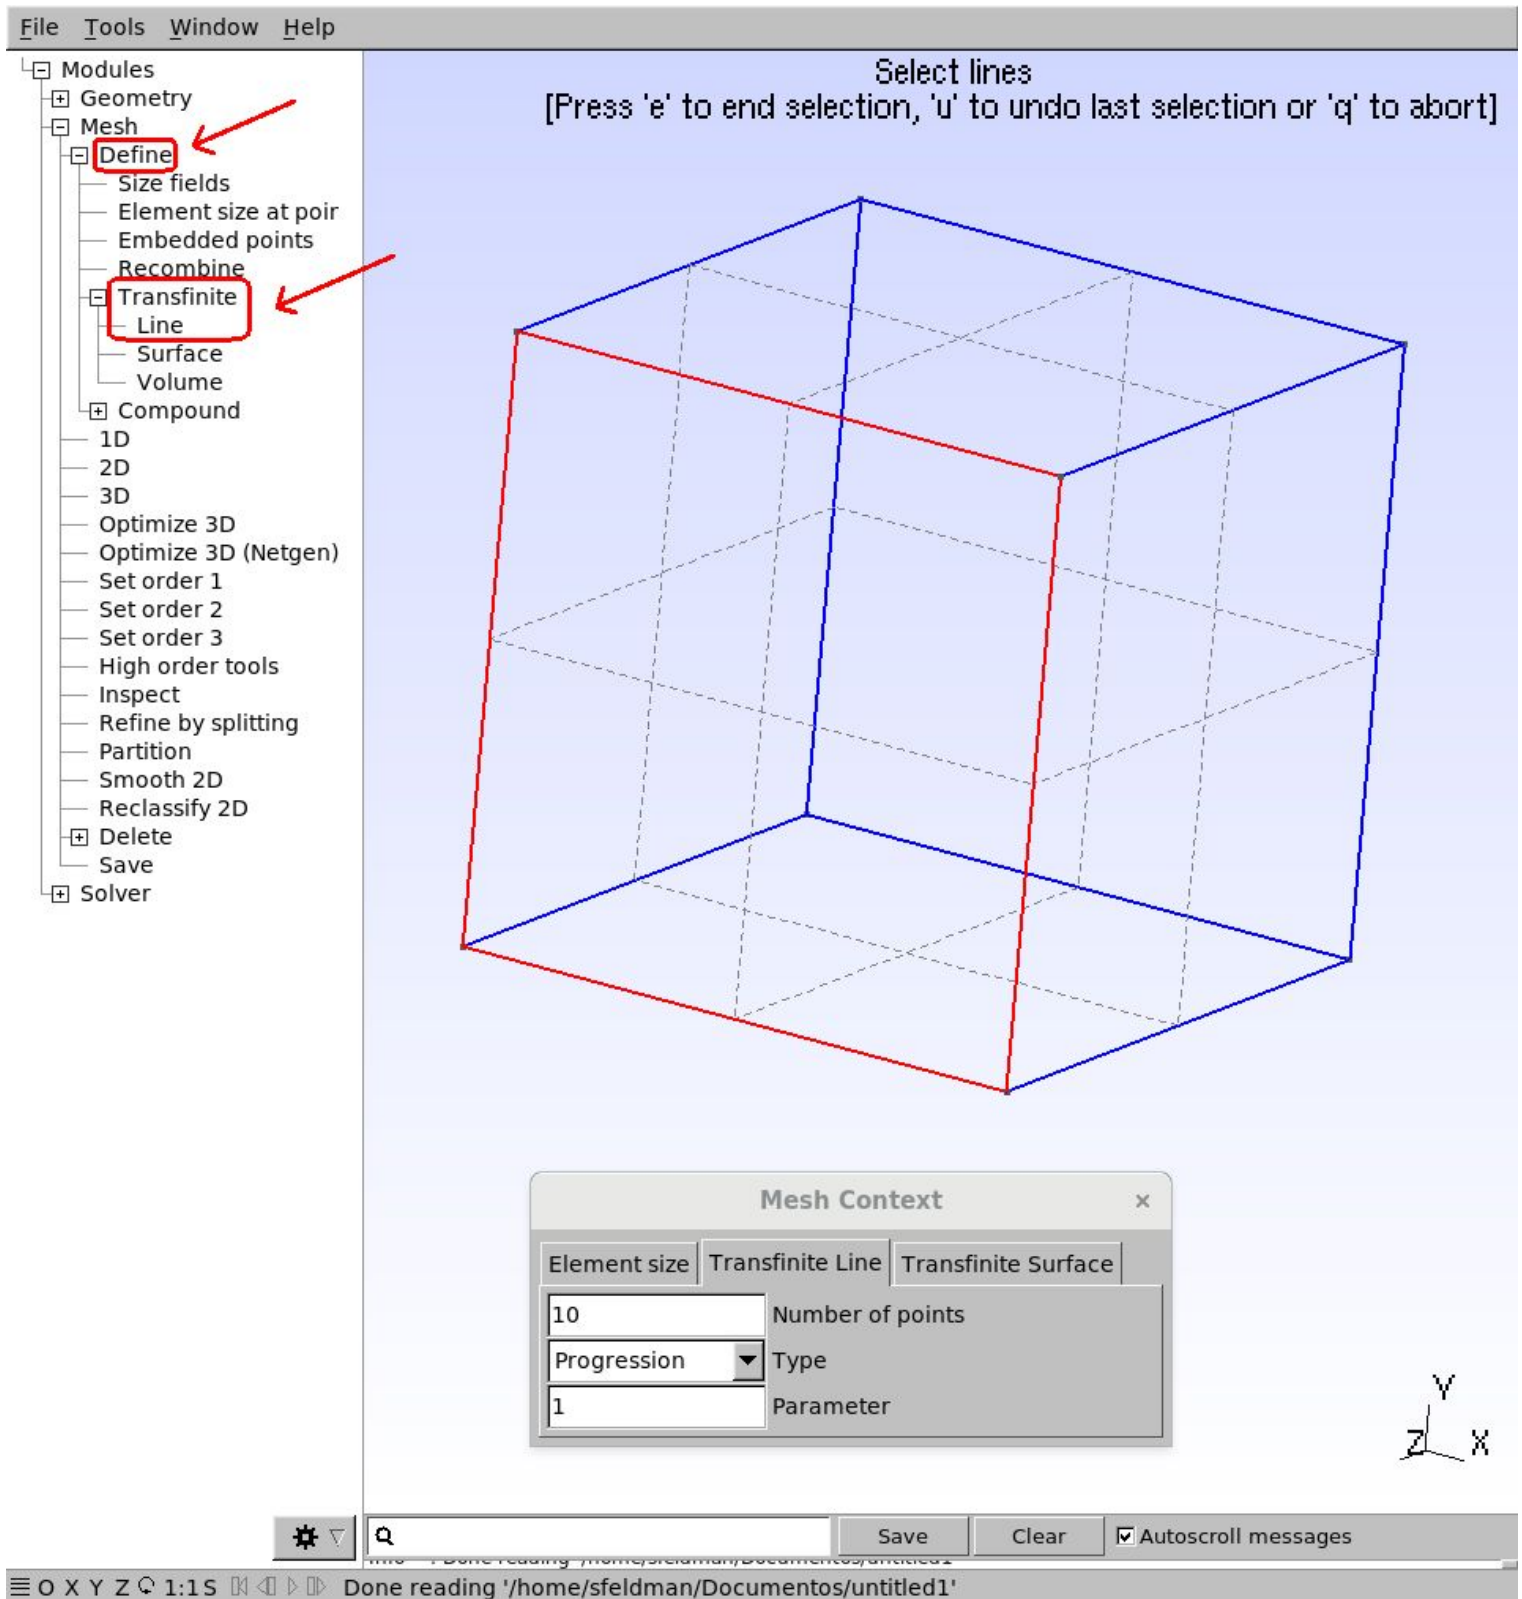 File Tools Window Help
Modules
Geometry
Mesh
Define
Size fields
Element size at poir
Embedded points
Recombine
Transfinite
Line
Surface
Volume
Compound
1D
2D
3D
Optimize 3D
Optimize 3D (Netgen)
Set order 1
Set order 2
Set order 3
High order tools
Inspect
Refine by splitting
Partition
Smooth 2D
Reclassify 2D
Delete
Save
Solver
Select lines
[Press 'e' to end selection, 'u' to undo last selection or 'q' to abort]
Mesh Context
Element size Transfinite Line Transfinite Surface
10 Number of points
Progression Type
1 Parameter
Y
Z X
Save Clear Autoscroll messages
O X Y Z 1:1 S Done reading '/home/sfeldman/Documentos/untitled1'